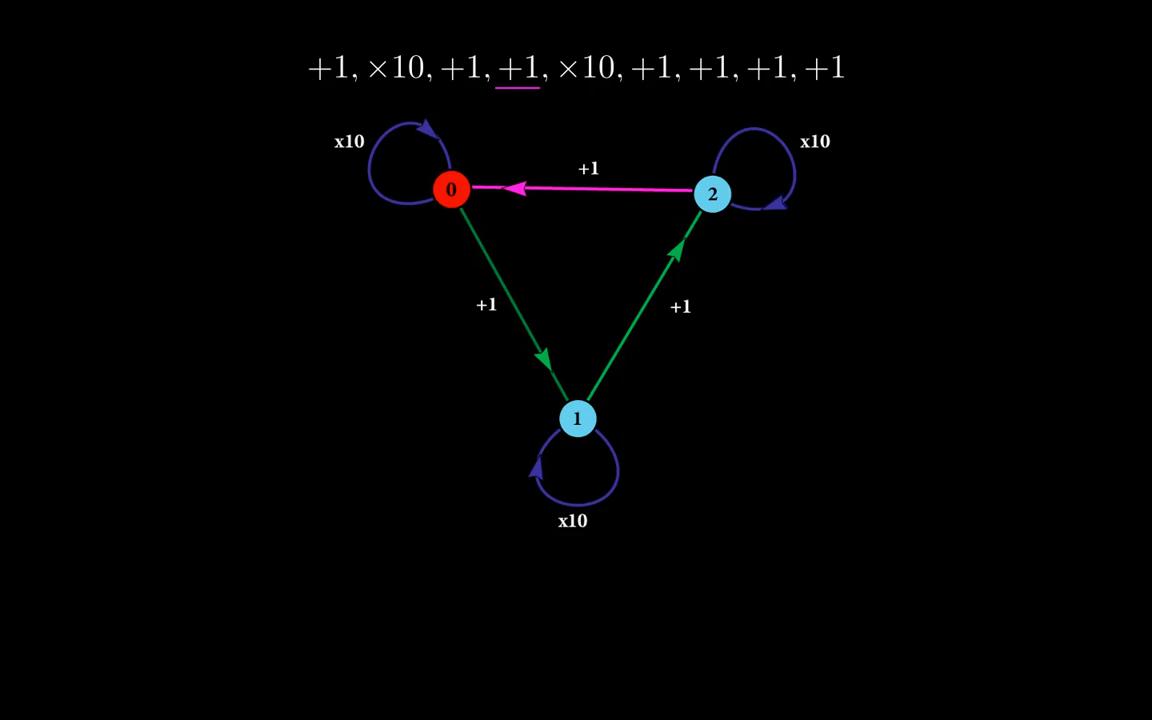 +1, ×10, +1, +1, ×10, +1, +1, +1, +1
x10
x10
+1
0
2
+1
+1
1
x10